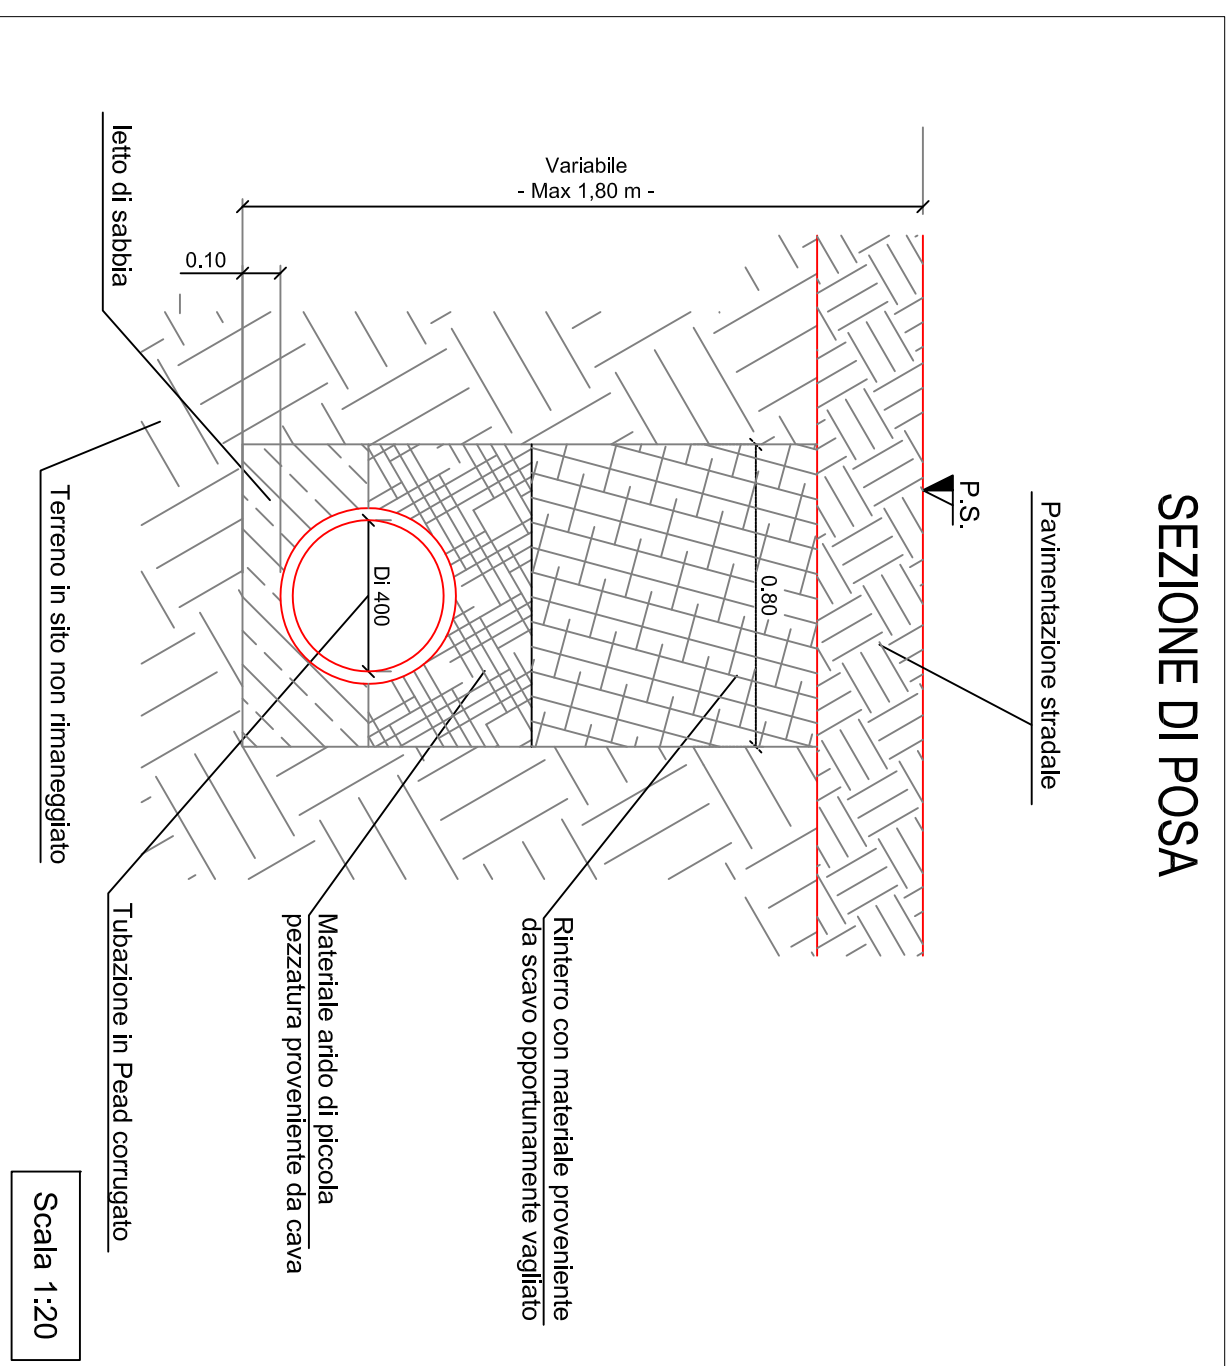 SEZIONE DI POSA
Pavimentazione stradale
P.S.
Variabile
- Max 1,80 m -
0.80
0.10
Di 400
letto di sabbia
Terreno in sito non rimaneggiato
Rinterro con materiale proveniente
da scavo opportunamente vagliato
Materiale arido di piccola
pezzatura proveniente da cava
Tubazione in Pead corrugato
Scala 1:20